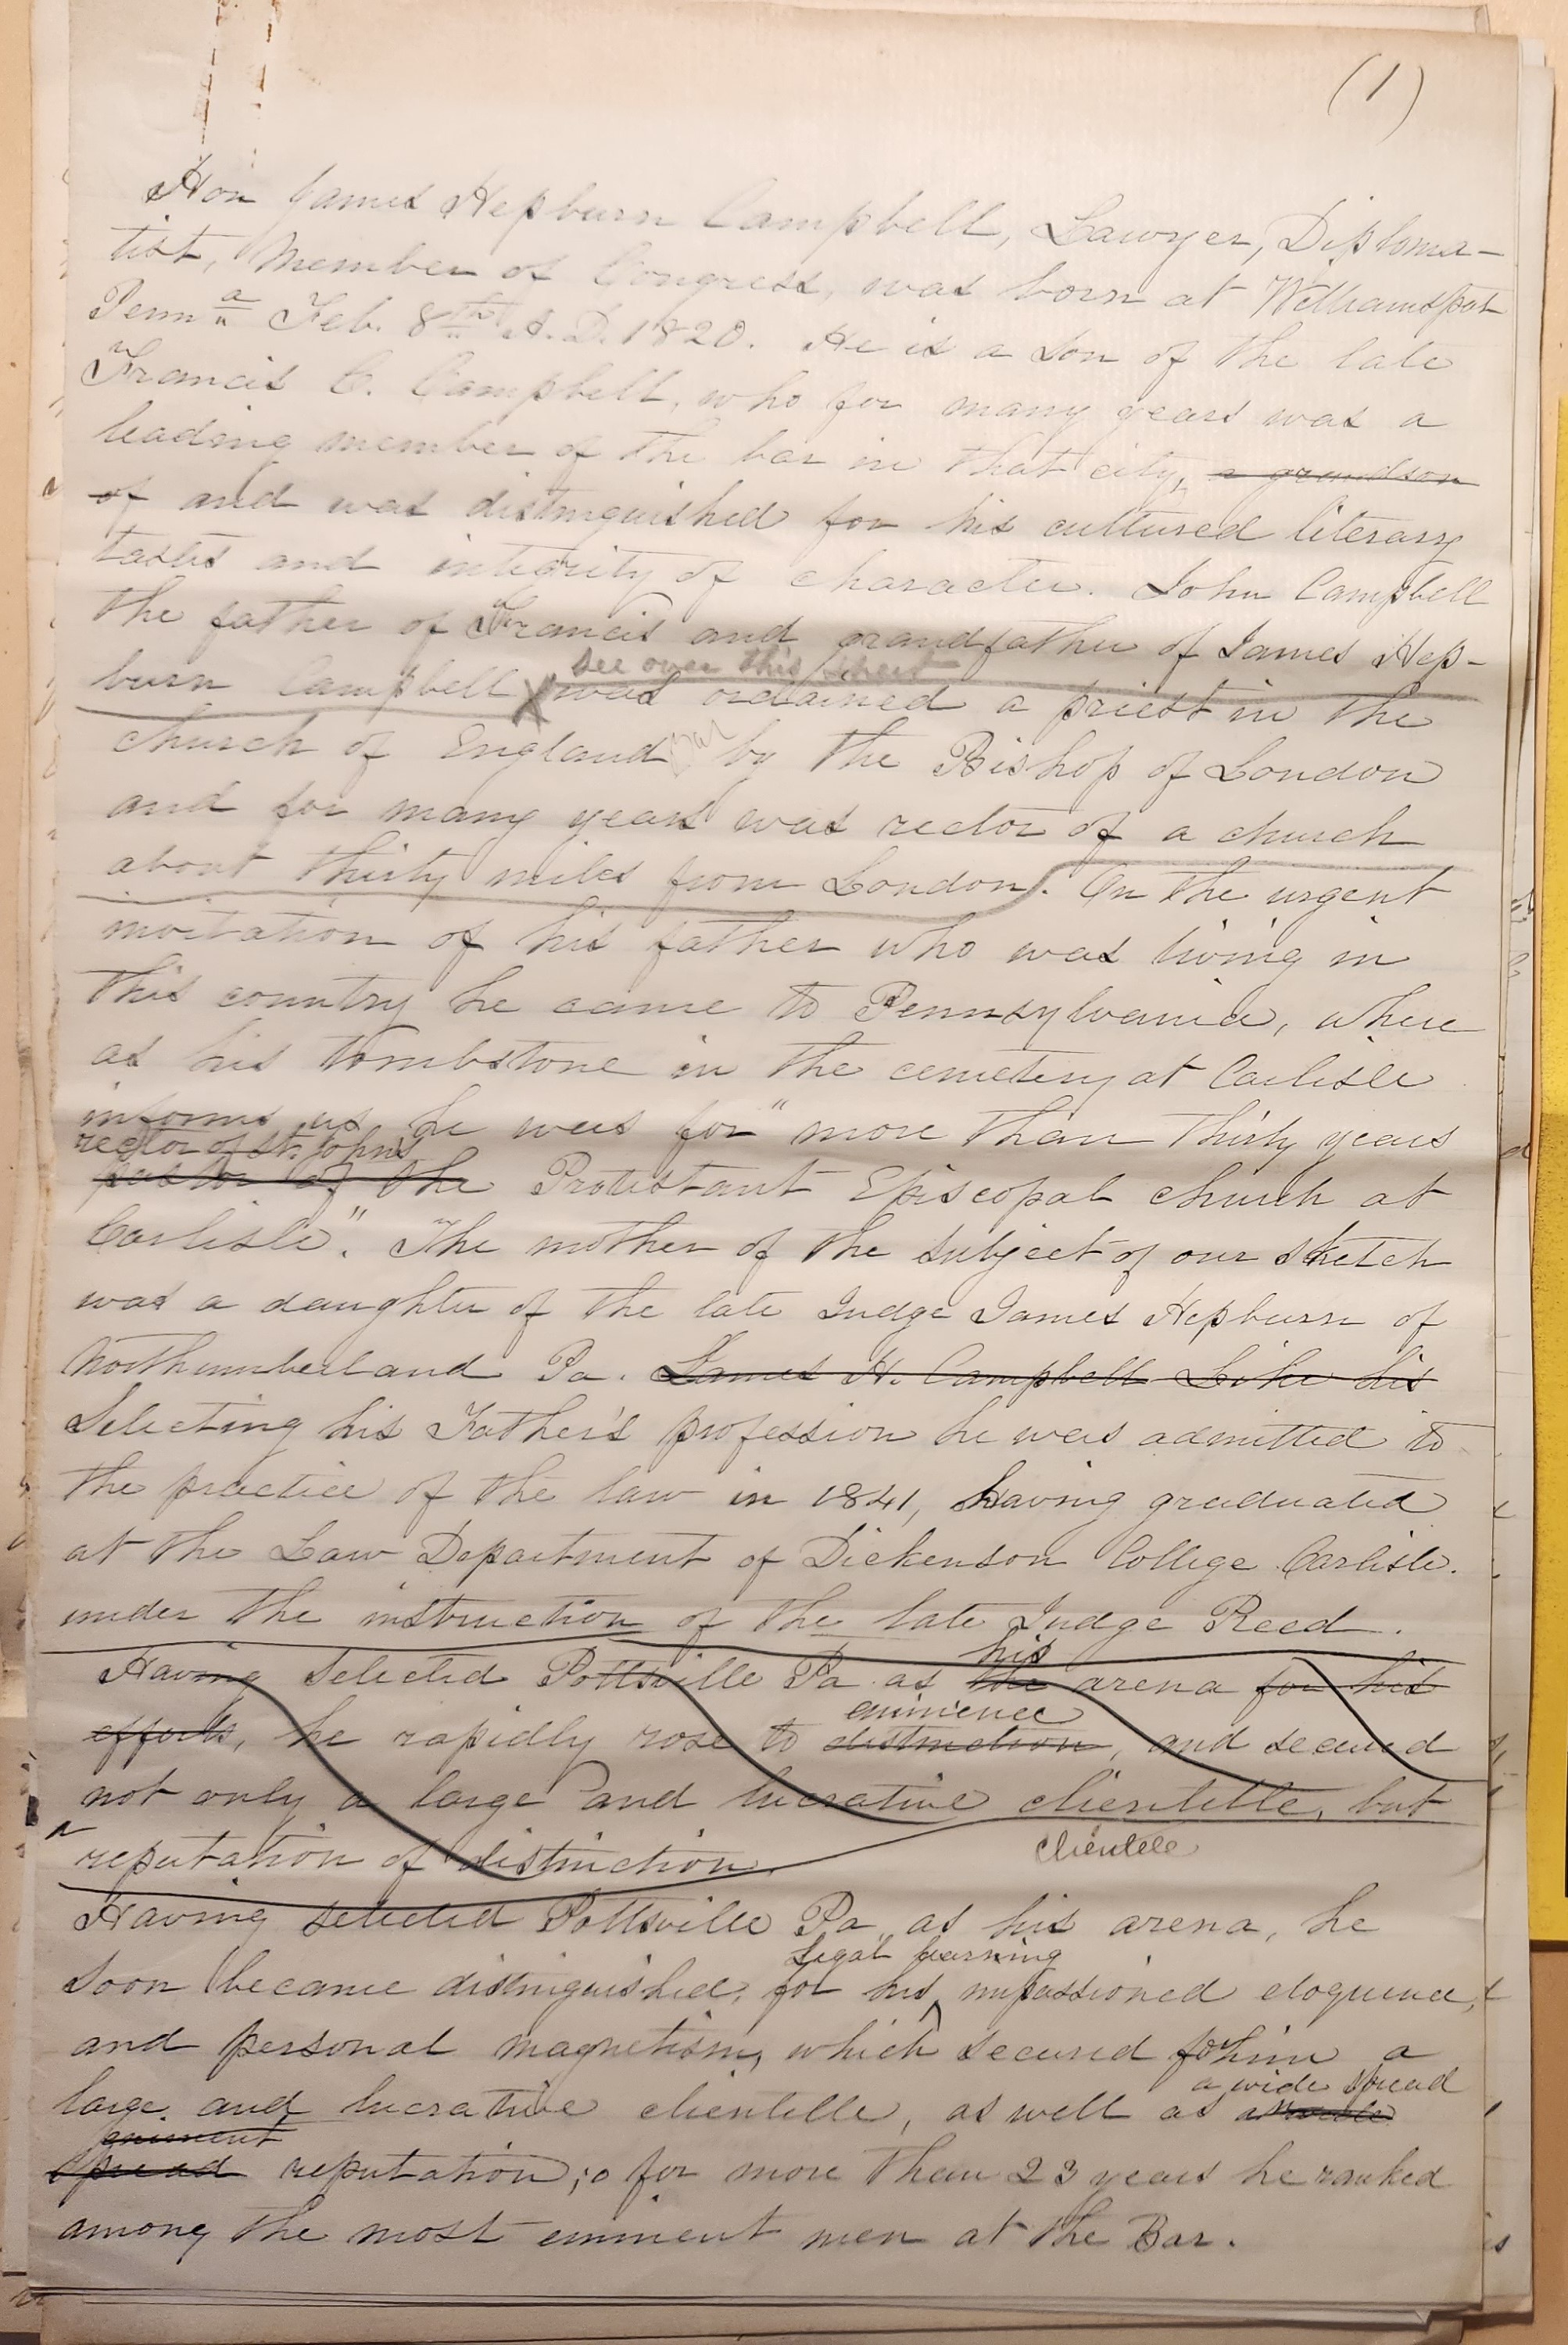 (1)
Hon James Hepburn Campbell, Lawyer, Diploma-
tist, Member of Congress, was born at Williamsport
Penn a Feb. 8th A.D. 1820. He is a son of the late
Francis C. Campbell, who for many years was a
leading member of the bar in that city, a grandson
of and was distinguished for his cultured literary
tastes and integrity of character. John Campbell
the father of Francis and grandfather of James Hep-
see over this sheet
burn Campbell x was ordained a priest in the
church of England by the Bishop of London
and for many years was rector of a church
about thirty miles from London. On the urgent
invitation of his father who was living in
this country he came to Pennsylvania, where
as his tombstone in the cemetery at Carlisle
informs us he was for "more than thirty years
rector of St. John's
pastor of the Protestant Episcopal church at
Carlisle". The mother of the subject of our sketch
was a daughter of the late Judge James Hepburn of
Northumberland Pa. James H. Campbell Like his
Selecting his Father's profession he was admitted to
the practice of the law in 1841, having graduated
at the Law Department of Dickenson College Carlisle.
under the instruction of the late Judge Reed.
his
Having selected Pottsville Pa as the arena for his
eminence
efforts, he rapidly rose to distinction, and secured
not only a large and lucrative clientelle, but
a
reputation of distinction.
clientele
Having selected Pottsville Pa as his arena, he
legal learning
soon became distinguished, for his impassioned eloquence,
and personal magnetism, which secured for him a
a wide spread
large and lucrative clientelle, as well as a wide
eminent
spread reputation; for more than 23 years he ranked
among the most eminent men at the Bar.